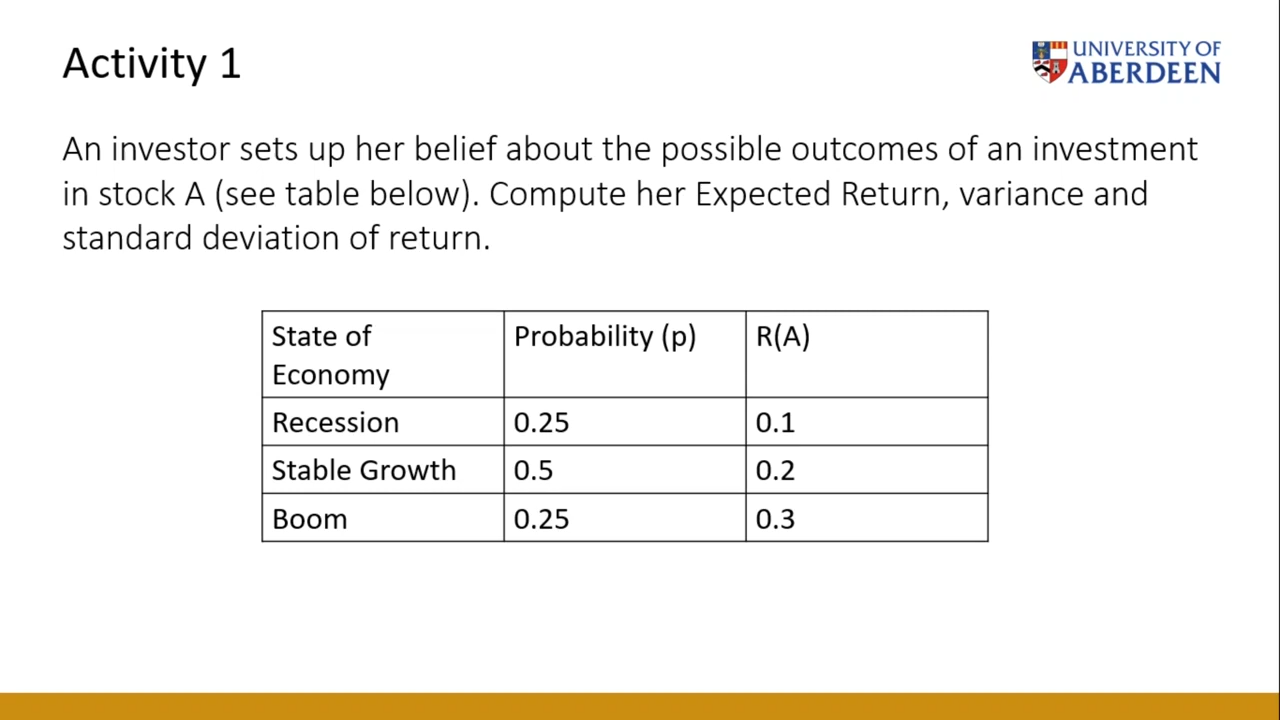 Activity 1
UNIVERSITY OF
ABERDEEN
An investor sets up her belief about the possible outcomes of an investment
in stock A (see table below). Compute her Expected Return, variance and
standard deviation of return.
State of Economy Probability (p) R(A)
Recession 0.25 0.1
Stable Growth 0.5 0.2
Boom 0.25 0.3